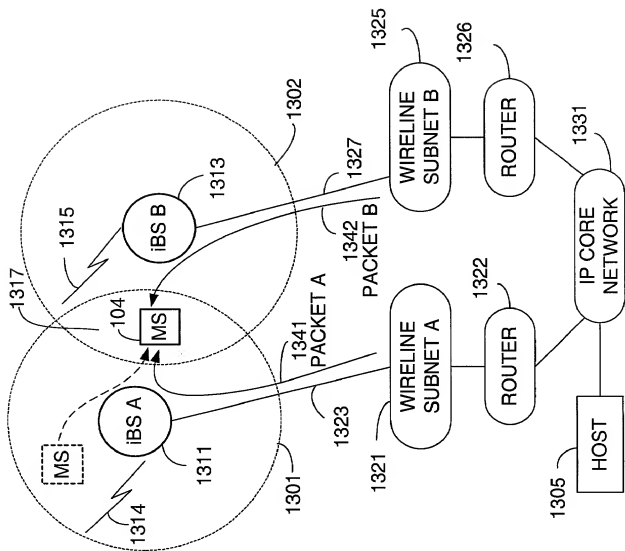 1325
1326
1302
1331
1315
1313
1327
WIRELINE
SUBNET B
ROUTER
iBS B
1342
PACKET B
IP CORE
NETWORK
1317
104
MS
1341
PACKET A
1322
iBS A
1323
WIRELINE
SUBNET A
ROUTER
MS
1311
1314
1301
1321
1305
HOST